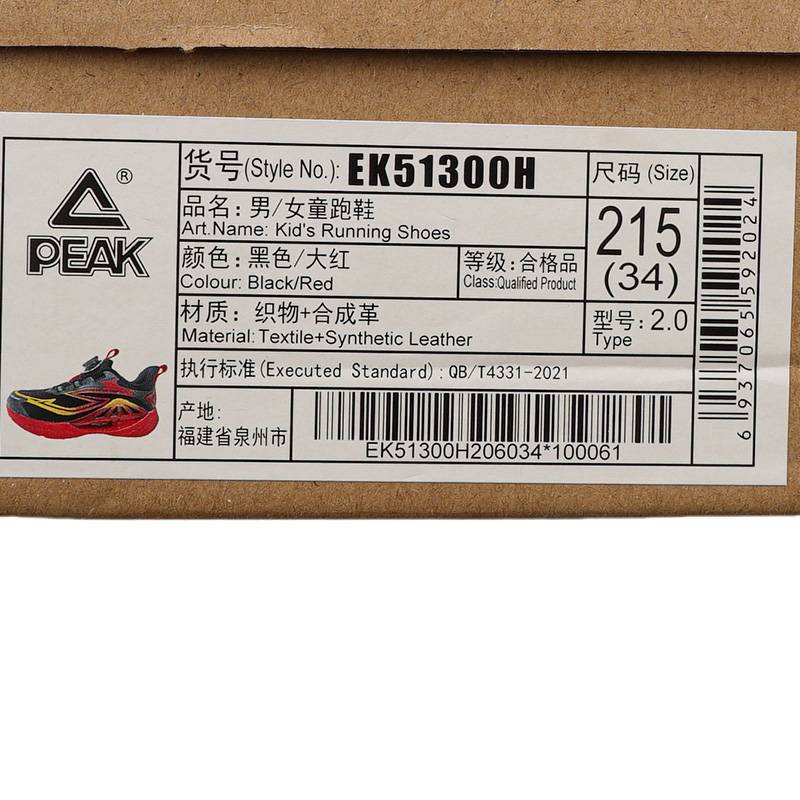 ®
PEAK
货号(Style No.): EK51300H
尺码 (Size)
品名: 男/女童跑鞋
Art.Name: Kid's Running Shoes
215
(34)
颜色: 黑色/大红
Colour: Black/Red
等级: 合格品
Class:Qualified Product
材质: 织物+合成革
Material: Textile+Synthetic Leather
型号: 2.0
Type
执行标准(Executed Standard): QB/T4331-2021
产地:
福建省泉州市
EK51300H206034*100061
6937065592024